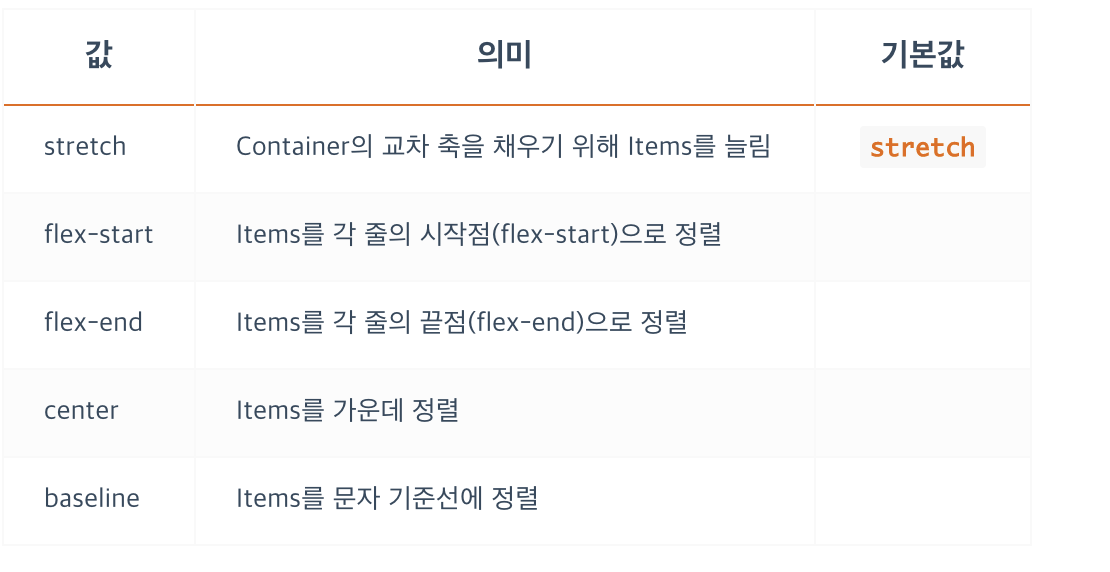 값 의미 기본값
stretch Container의 교차 축을 채우기 위해 Items를 늘림 stretch
flex-start Items를 각 줄의 시작점(flex-start)으로 정렬
flex-end Items를 각 줄의 끝점(flex-end)으로 정렬
center Items를 가운데 정렬
baseline Items를 문자 기준선에 정렬